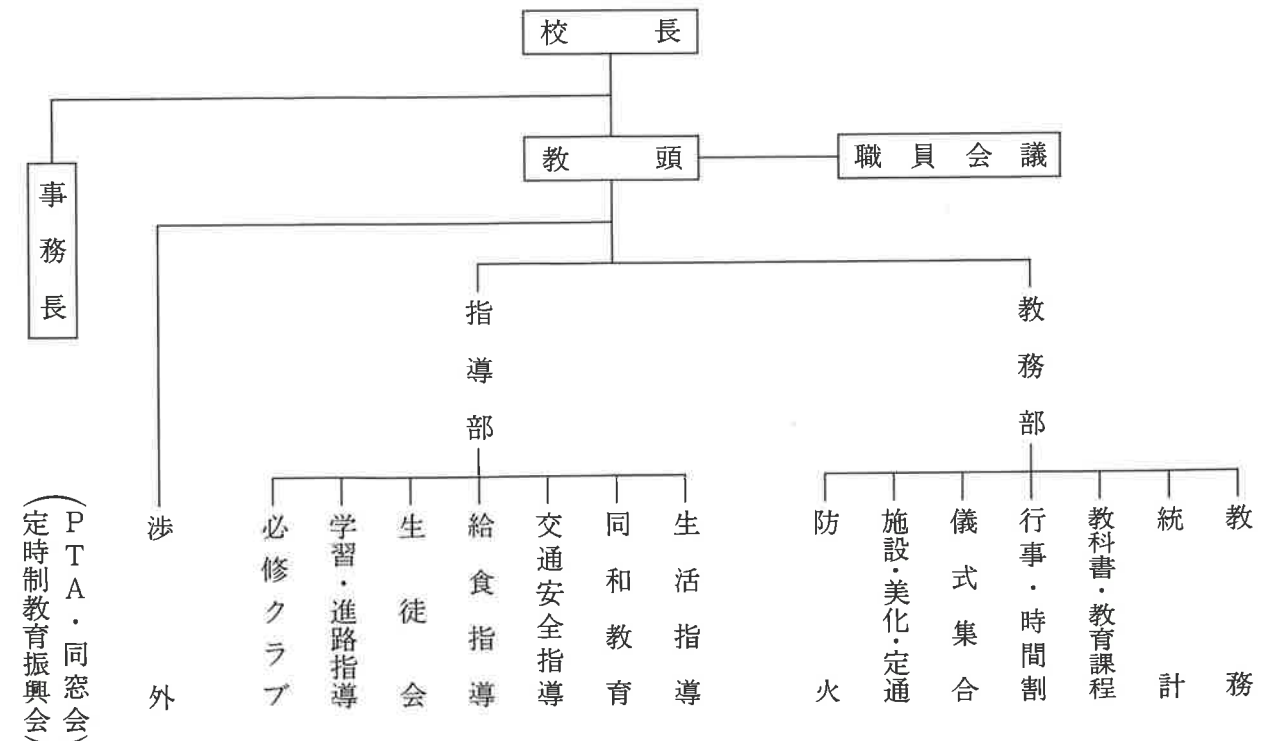 校長
教頭
職員会議
事務長
教務部
指導部
教務
統計
教科書・教育課程
行事・時間割
儀式集合
施設・美化・定通
防火
生活指導
同和教育
交通安全指導
給食指導
生徒会
学習・進路指導
必修クラブ
渉外
(PTA・同窓会
定時制教育振興会)